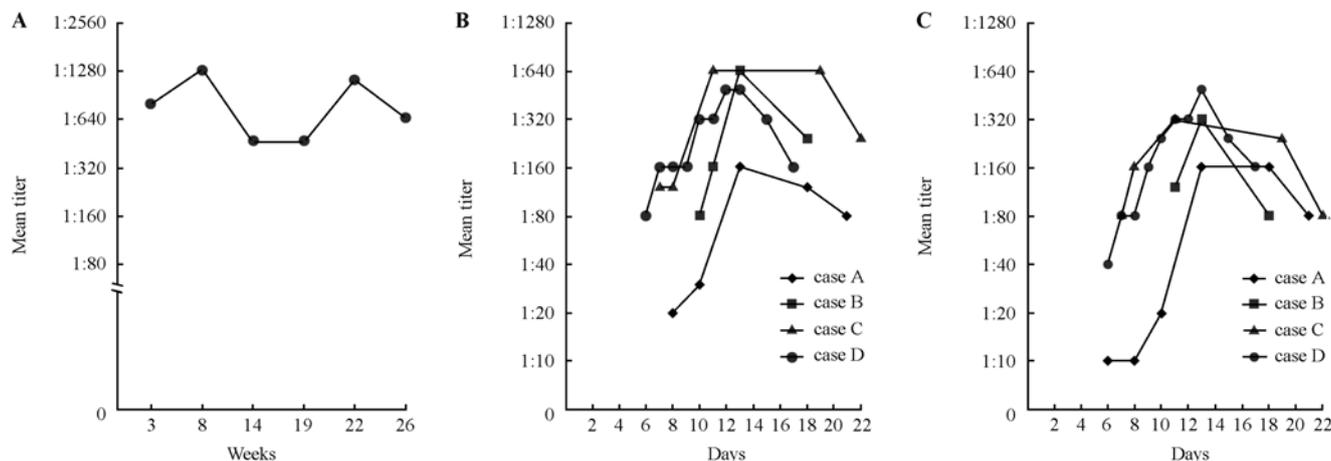 A
1:2560
1:1280
1:640
1:320
1:160
1:80
0
Mean titer
3 8 14 19 22 26
Weeks
B
1:1280
1:640
1:320
1:160
1:80
1:40
1:20
1:10
0
Mean titer
2 4 6 8 10 12 14 16 18 20 22
Days
case A
case B
case C
case D
C
1:1280
1:640
1:320
1:160
1:80
1:40
1:20
1:10
0
Mean titer
2 4 6 8 10 12 14 16 18 20 22
Days
case A
case B
case C
case D